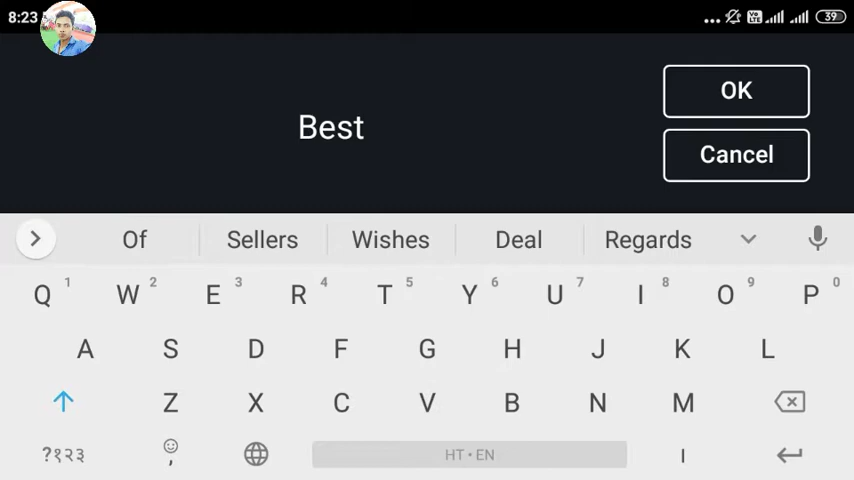 8:23
39
OK
Best
Cancel
Of Sellers Wishes Deal Regards
Q 1 W 2 E 3 R 4 T 5 Y 6 U 7 I 8 O 9 P 0
A S D F G H J K L
Z X C V B N M
?१२३ , HT • EN ।